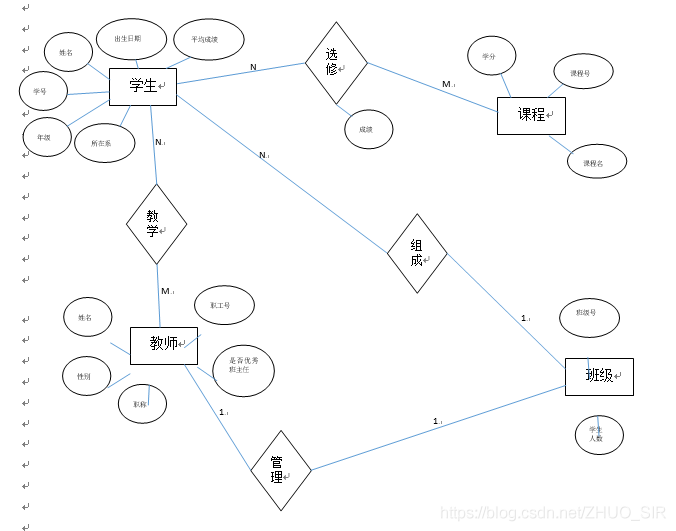 出生日期
平均成绩
姓名
学号
年级
所在系
学生
N
选
修
M
学分
课程号
课程
课程名
成绩
N
N
教
学
M
组
成
1
姓名
职工号
教师
性别
职称
是否优秀
班主任
班级号
班级
学生
人数
1
1
管
理
https://blog.csdn.net/ZHUO_SIR